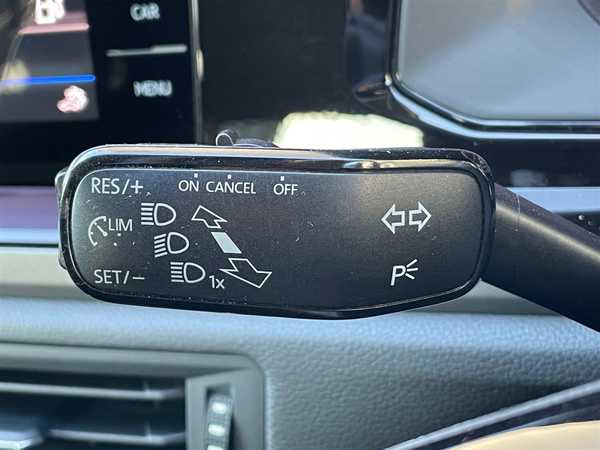 CAR
MENU
RES/+ ON CANCEL OFF
LIM
SET/− 1x
P